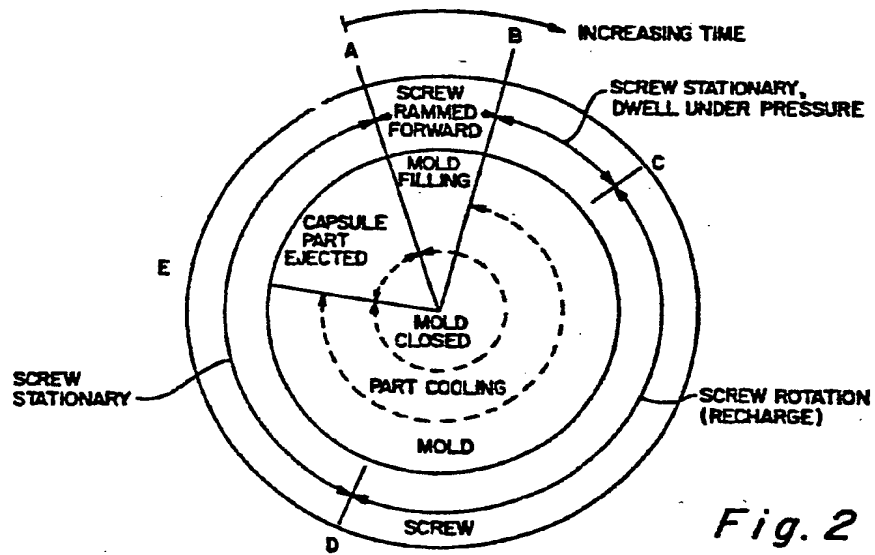 INCREASING TIME
A
B
SCREW
RAMMED
FORWARD
SCREW STATIONARY,
DWELL UNDER PRESSURE
MOLD
FILLING
C
CAPSULE
PART
EJECTED
E
MOLD
CLOSED
PART COOLING
SCREW
STATIONARY
SCREW ROTATION
(RECHARGE)
MOLD
SCREW
D
Fig. 2